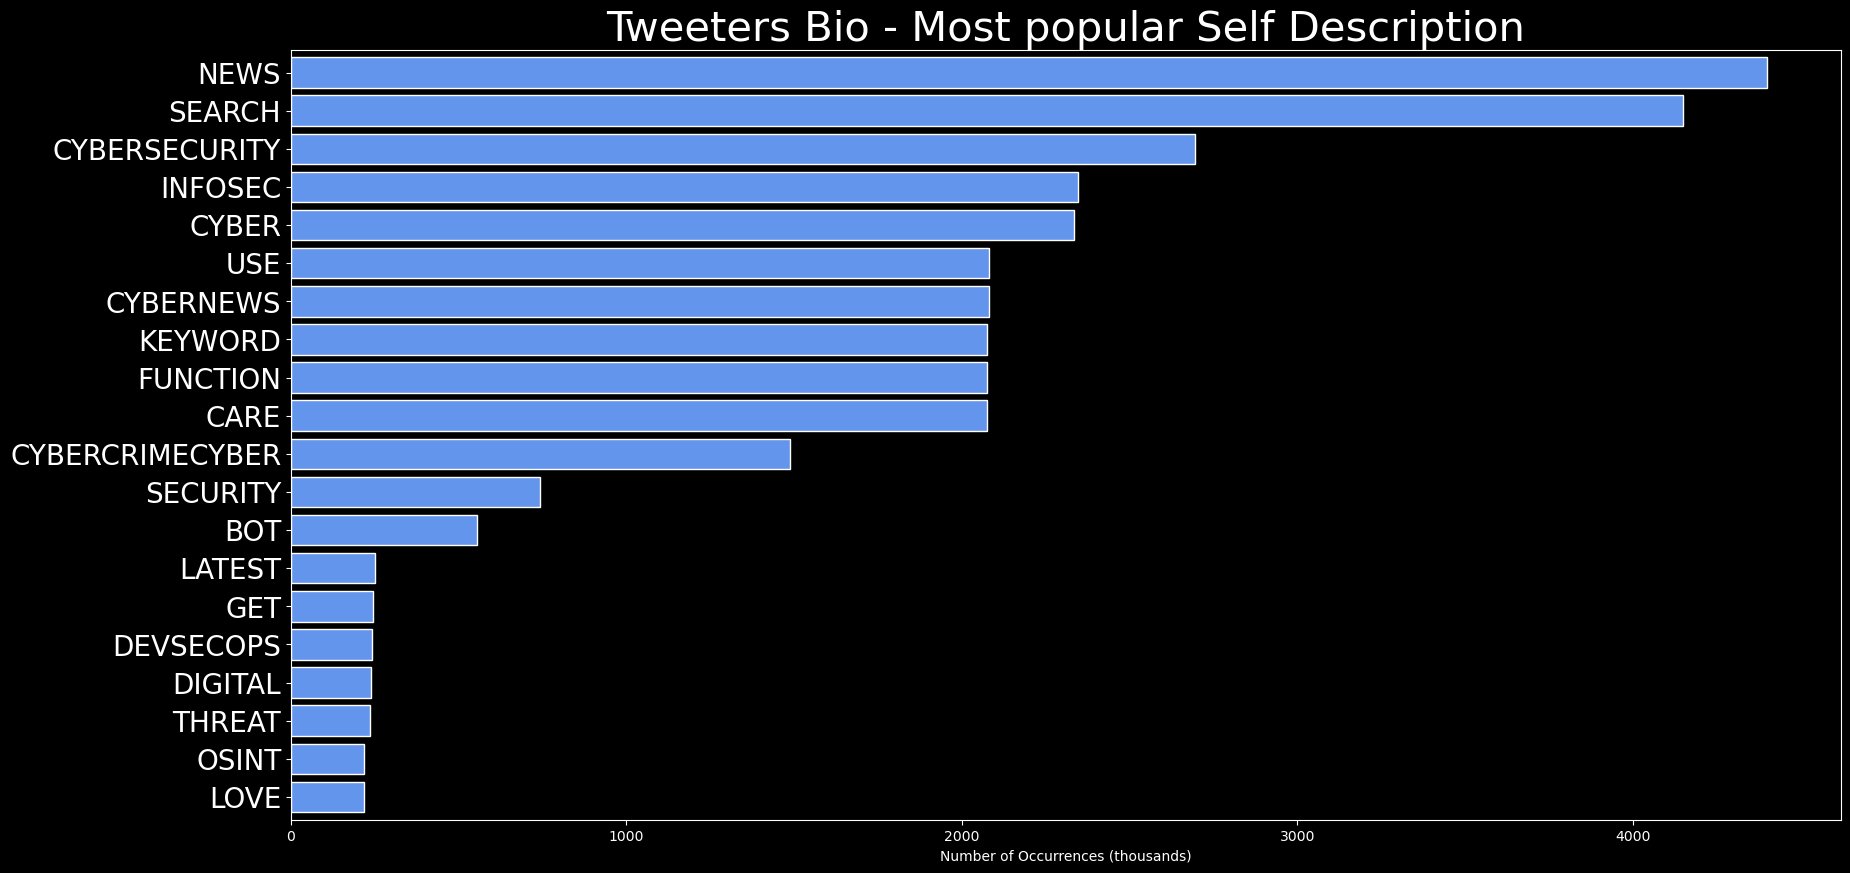 Tweeters Bio - Most popular Self Description
NEWS
SEARCH
CYBERSECURITY
INFOSEC
CYBER
USE
CYBERNEWS
KEYWORD
FUNCTION
CARE
CYBERCRIMECYBER
SECURITY
BOT
LATEST
GET
DEVSECOPS
DIGITAL
THREAT
OSINT
LOVE
0 1000 2000 3000 4000
Number of Occurrences (thousands)